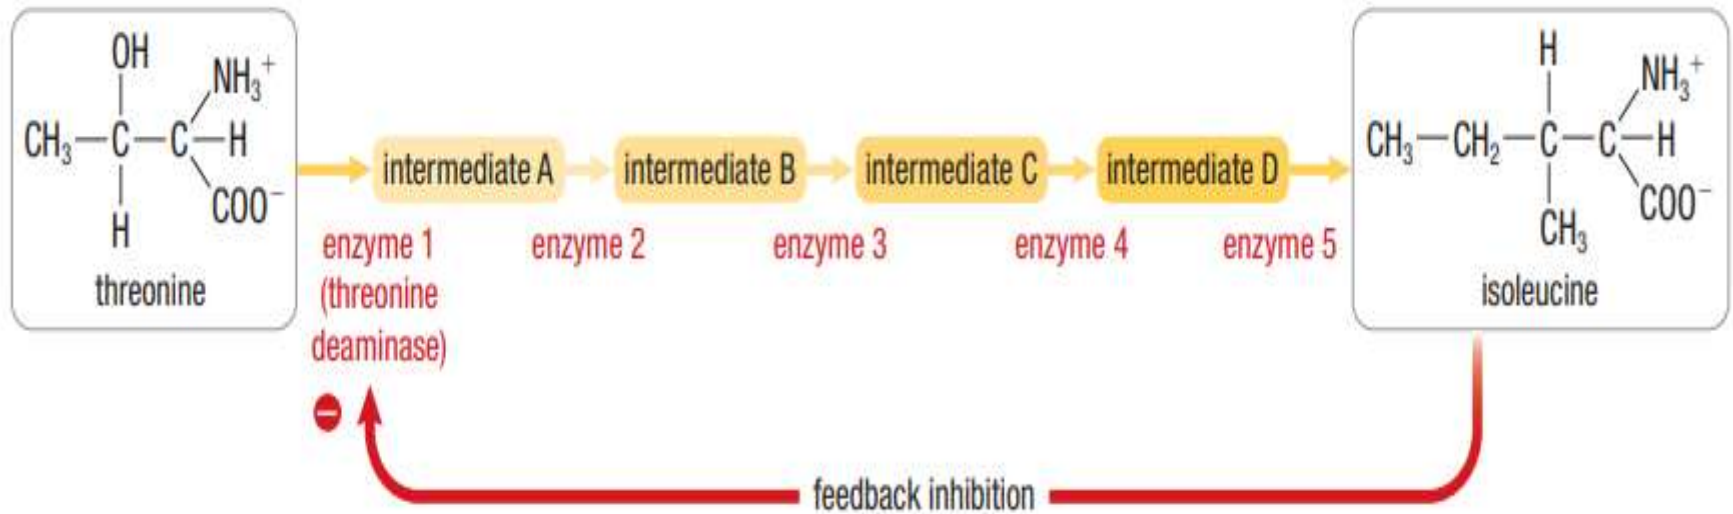 OH
NH₃⁺
CH₃—C—C—H
COO⁻
H
threonine
intermediate A
intermediate B
intermediate C
intermediate D
enzyme 1
(threonine
deaminase)
enzyme 2
enzyme 3
enzyme 4
enzyme 5
H
NH₃⁺
CH₃—CH₂—C—C—H
COO⁻
CH₃
isoleucine
feedback inhibition